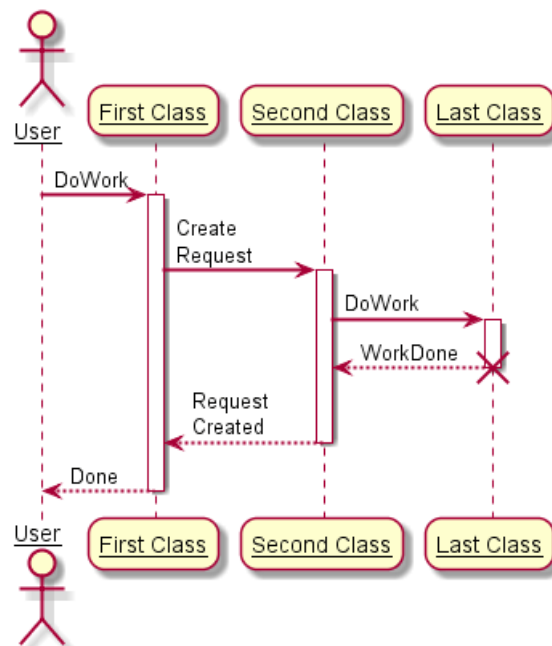 User
First Class
Second Class
Last Class
DoWork
Create
Request
DoWork
WorkDone
Request
Created
Done
User
First Class
Second Class
Last Class